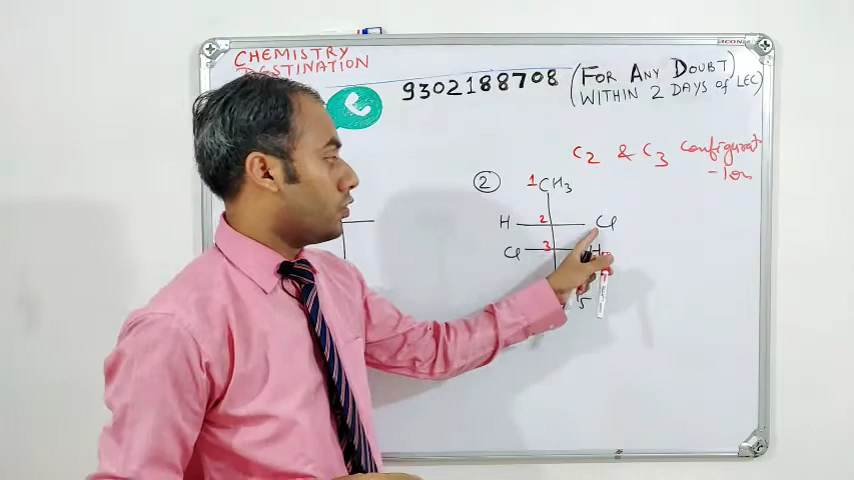 CHEMISTRY
DESTINATION
9302188708
(FOR ANY DOUBT)
WITHIN 2 DAYS of LEC)
C2 & C3 Configurat
-ion
2 1 CH3
H 2 Cl
Cl 3 H
5